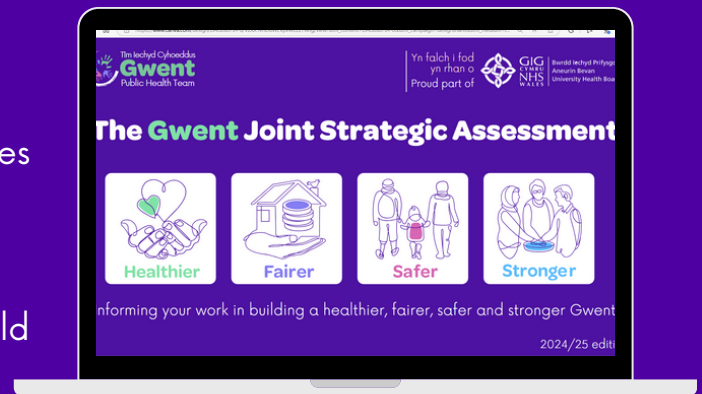 es
ld
Tîm Iechyd Cyhoeddus
Gwent
Public Health Team
Yn falch i fod
yn rhan o
Proud part of
GIG
CYMRU
NHS
WALES
Bwrdd Iechyd Prifysgo
Aneurin Bevan
University Health Boa
The Gwent Joint Strategic Assessment
Healthier
Fairer
Safer
Stronger
nforming your work in building a healthier, fairer, safer and stronger Gwent
2024/25 editi